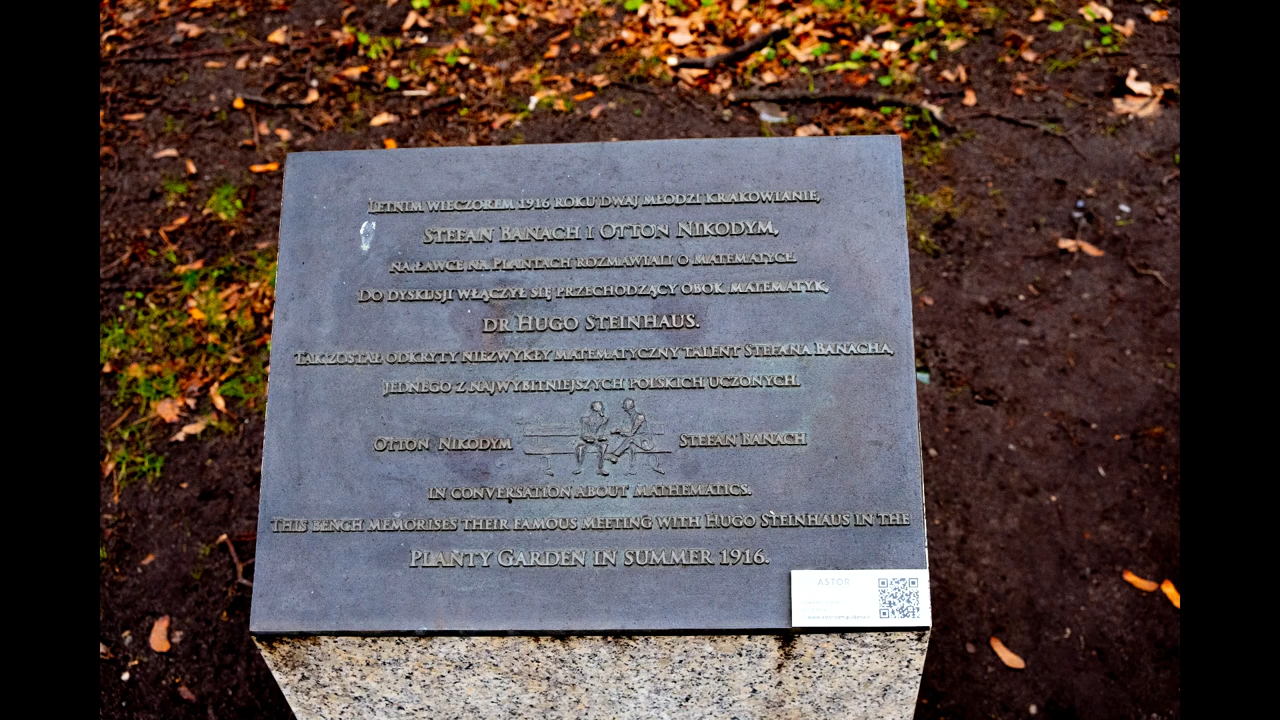 LETNIM WIECZOREM 1916 ROKU DWAJ MŁODZI KRAKOWIANIE,
STEFAN BANACH I OTTON NIKODYM,
NA ŁAWCE NA PLANTACH ROZMAWIALI O MATEMATYCE.
DO DYSKUSJI WŁĄCZYŁ SIĘ PRZECHODZĄCY OBOK MATEMATYK,
DR HUGO STEINHAUS.
TAK ZOSTAŁ ODKRYTY NIEZWYKŁY MATEMATYCZNY TALENT STEFANA BANACHA,
JEDNEGO Z NAJWYBITNIEJSZYCH POLSKICH UCZONYCH.
OTTON NIKODYM STEFAN BANACH
IN CONVERSATION ABOUT MATHEMATICS.
THIS BENCH MEMORISES THEIR FAMOUS MEETING WITH HUGO STEINHAUS IN THE
PLANTY GARDEN IN SUMMER 1916.
ASTOR